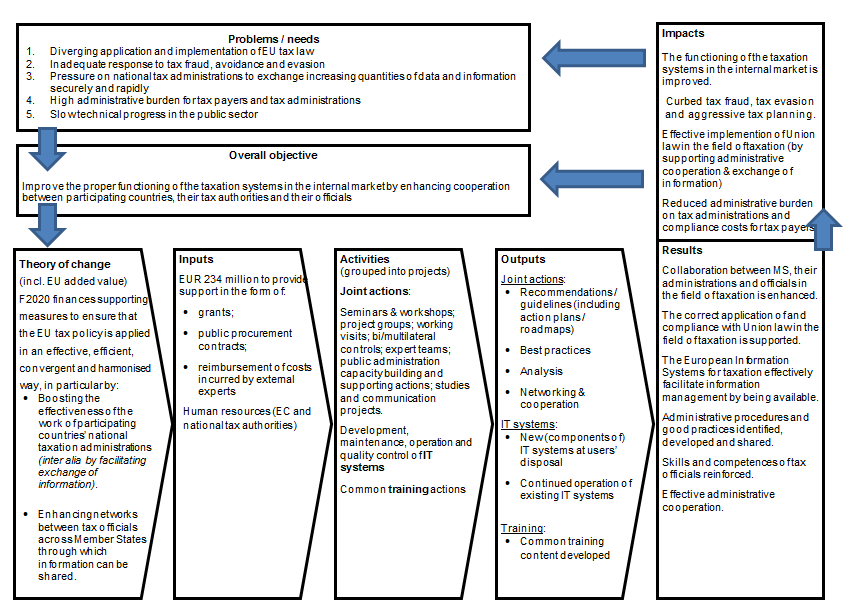 Problems / needs
1. Diverging application and implementation of EU tax law
2. Inadequate response to tax fraud, avoidance and evasion
3. Pressure on national tax administrations to exchange increasing quantities of data and information
securely and rapidly
4. High administrative burden for tax payers and tax administrations
5. Slow technical progress in the public sector
Overall objective
Improve the proper functioning of the taxation systems in the internal market by enhancing cooperation
between participating countries, their tax authorities and their officials
Theory of change
(incl. EU added value)
F2020 finances supporting
measures to ensure that
the EU tax policy is applied
in an effective, efficient,
convergent and harmonised
way, in particular by:
• Boosting the
effectiveness of the
work of participating
countries' national
taxation administrations
(inter alia by facilitating
exchange of
information).
• Enhancing networks
between tax officials
across Member States
through which
information can be
shared.
Inputs
EUR 234 million to provide
support in the form of:
• grants;
• public procurement
contracts;
• reimbursement of costs
incurred by external
experts
Human resources (EC and
national tax authorities)
Activities
(grouped into projects)
Joint actions:
Seminars & workshops;
project groups; working
visits; bi/multilateral
controls; expert teams;
public administration
capacity building and
supporting actions; studies
and communication
projects.
Development,
maintenance, operation and
quality control of IT
systems
Common training actions
Outputs
Joint actions:
• Recommendations /
guidelines (including
action plans /
roadmaps)
• Best practices
• Analysis
• Networking &
cooperation
IT systems:
• New (components of)
IT systems at users'
disposal
• Continued operation of
existing IT systems
Training:
• Common training
content developed
Impacts
The functioning of the taxation
systems in the internal market is
improved.
Curbed tax fraud, tax evasion
and aggressive tax planning.
Effective implemention of Union
law in the field of taxation (by
supporting administrative
cooperation & exchange of
information)
Reduced administrative burden
on tax administrations and
compliance costs for tax payers
Results
Collaboration between MS, their
administrations and officials in
the field of taxation is enhanced.
The correct application of and
compliance with Union law in the
field of taxation is supported.
The European Information
Systems for taxation effectively
facilitate information
management by being available.
Administrative procedures and
good practices identified,
developed and shared.
Skills and competences of tax
officials reinforced.
Effective administrative
cooperation.